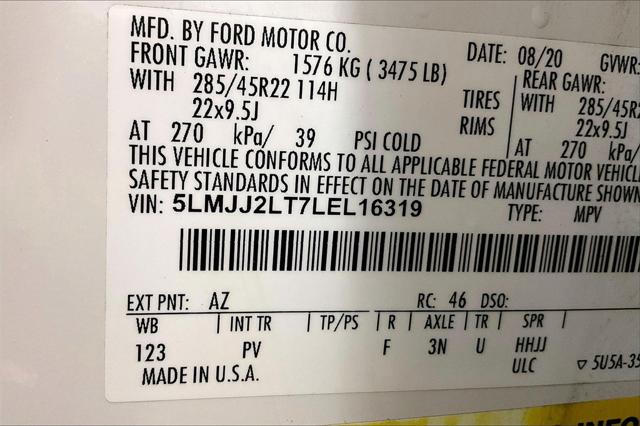 MFD. BY FORD MOTOR CO.
DATE: 08/20 GVWR:
FRONT GAWR: 1576 KG ( 3475 LB) REAR GAWR:
WITH 285/45R22 114H TIRES WITH 285/45R2
22x9.5J RIMS 22x9.5J
AT 270 kPa/ 39 PSI COLD AT 270 kPa/
THIS VEHICLE CONFORMS TO ALL APPLICABLE FEDERAL MOTOR VEHICL
SAFETY STANDARDS IN EFFECT ON THE DATE OF MANUFACTURE SHOWN
VIN: 5LMJJ2LT7LEL16319 TYPE: MPV
EXT PNT: AZ RC: 46 DSO:
WB | INT TR | TP/PS | R | AXLE | TR | SPR |
123 PV F 3N U HHJJ
ULC
MADE IN U.S.A. ▽ 5U5A-35